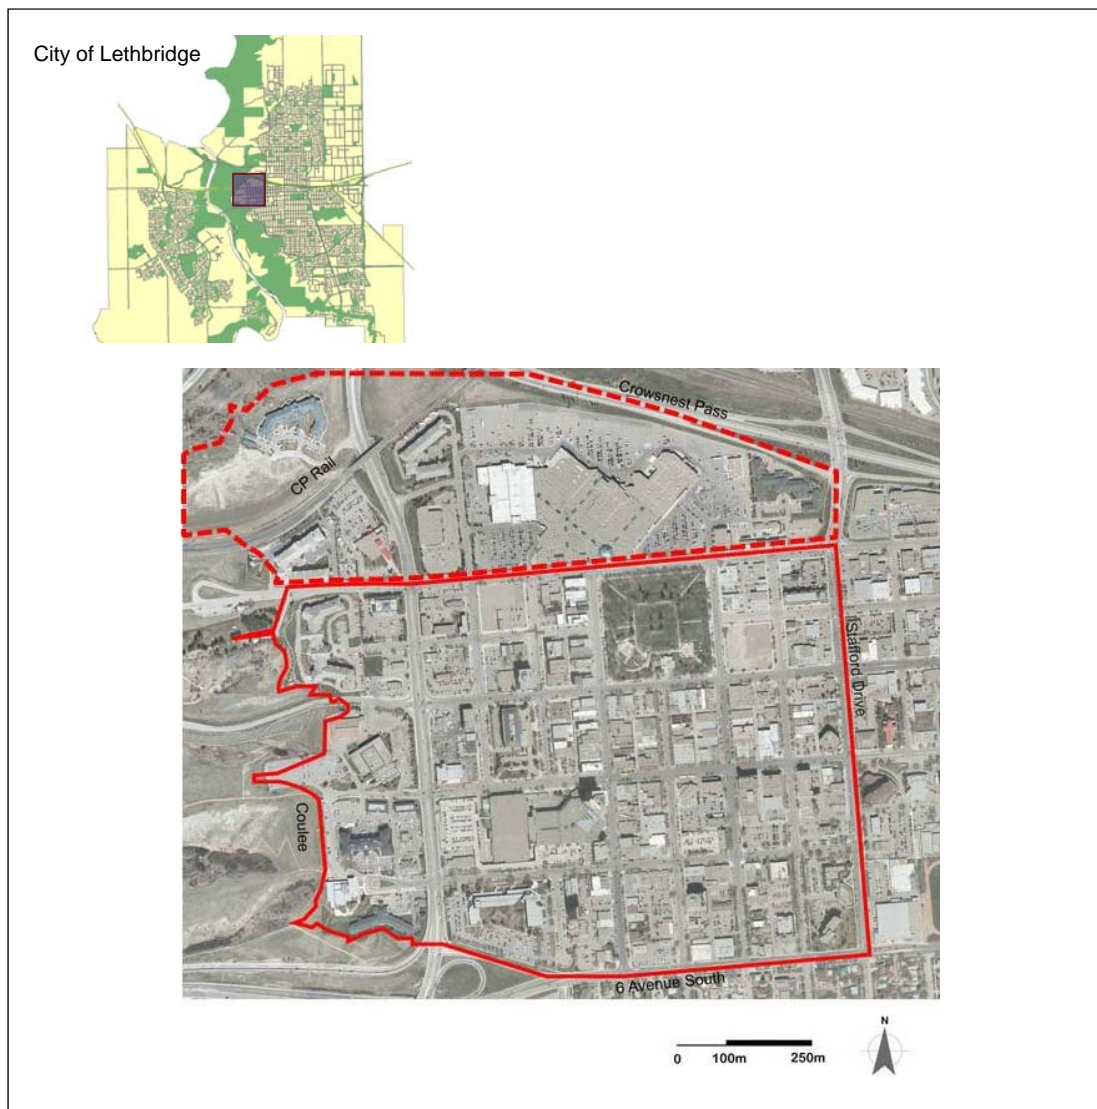 City of Lethbridge
Crowsnest Pass
CP Rail
Stafford Drive
Coulee
6 Avenue South
N
0 100m 250m